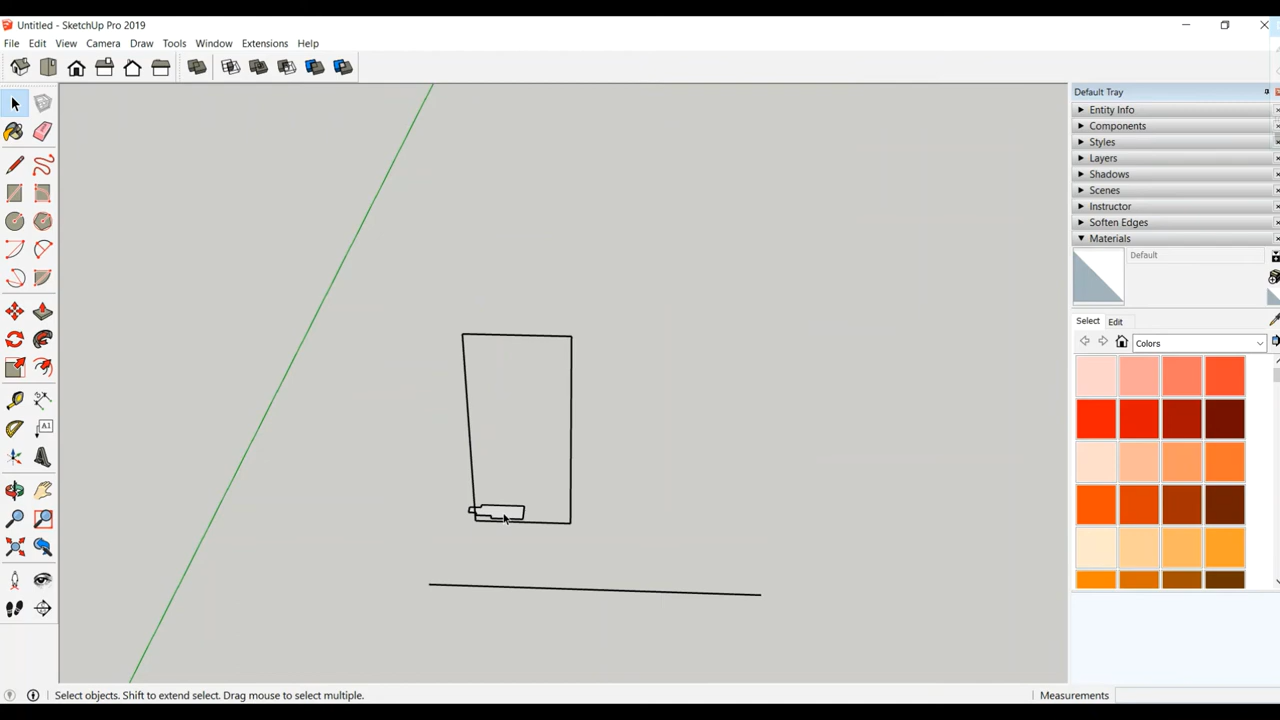 Untitled - SketchUp Pro 2019
File Edit View Camera Draw Tools Window Extensions Help
Default Tray
Entity Info
Components
Styles
Layers
Shadows
Scenes
Instructor
Soften Edges
Materials
Default
Select Edit
Colors
A1
Select objects. Shift to extend select. Drag mouse to select multiple.
Measurements